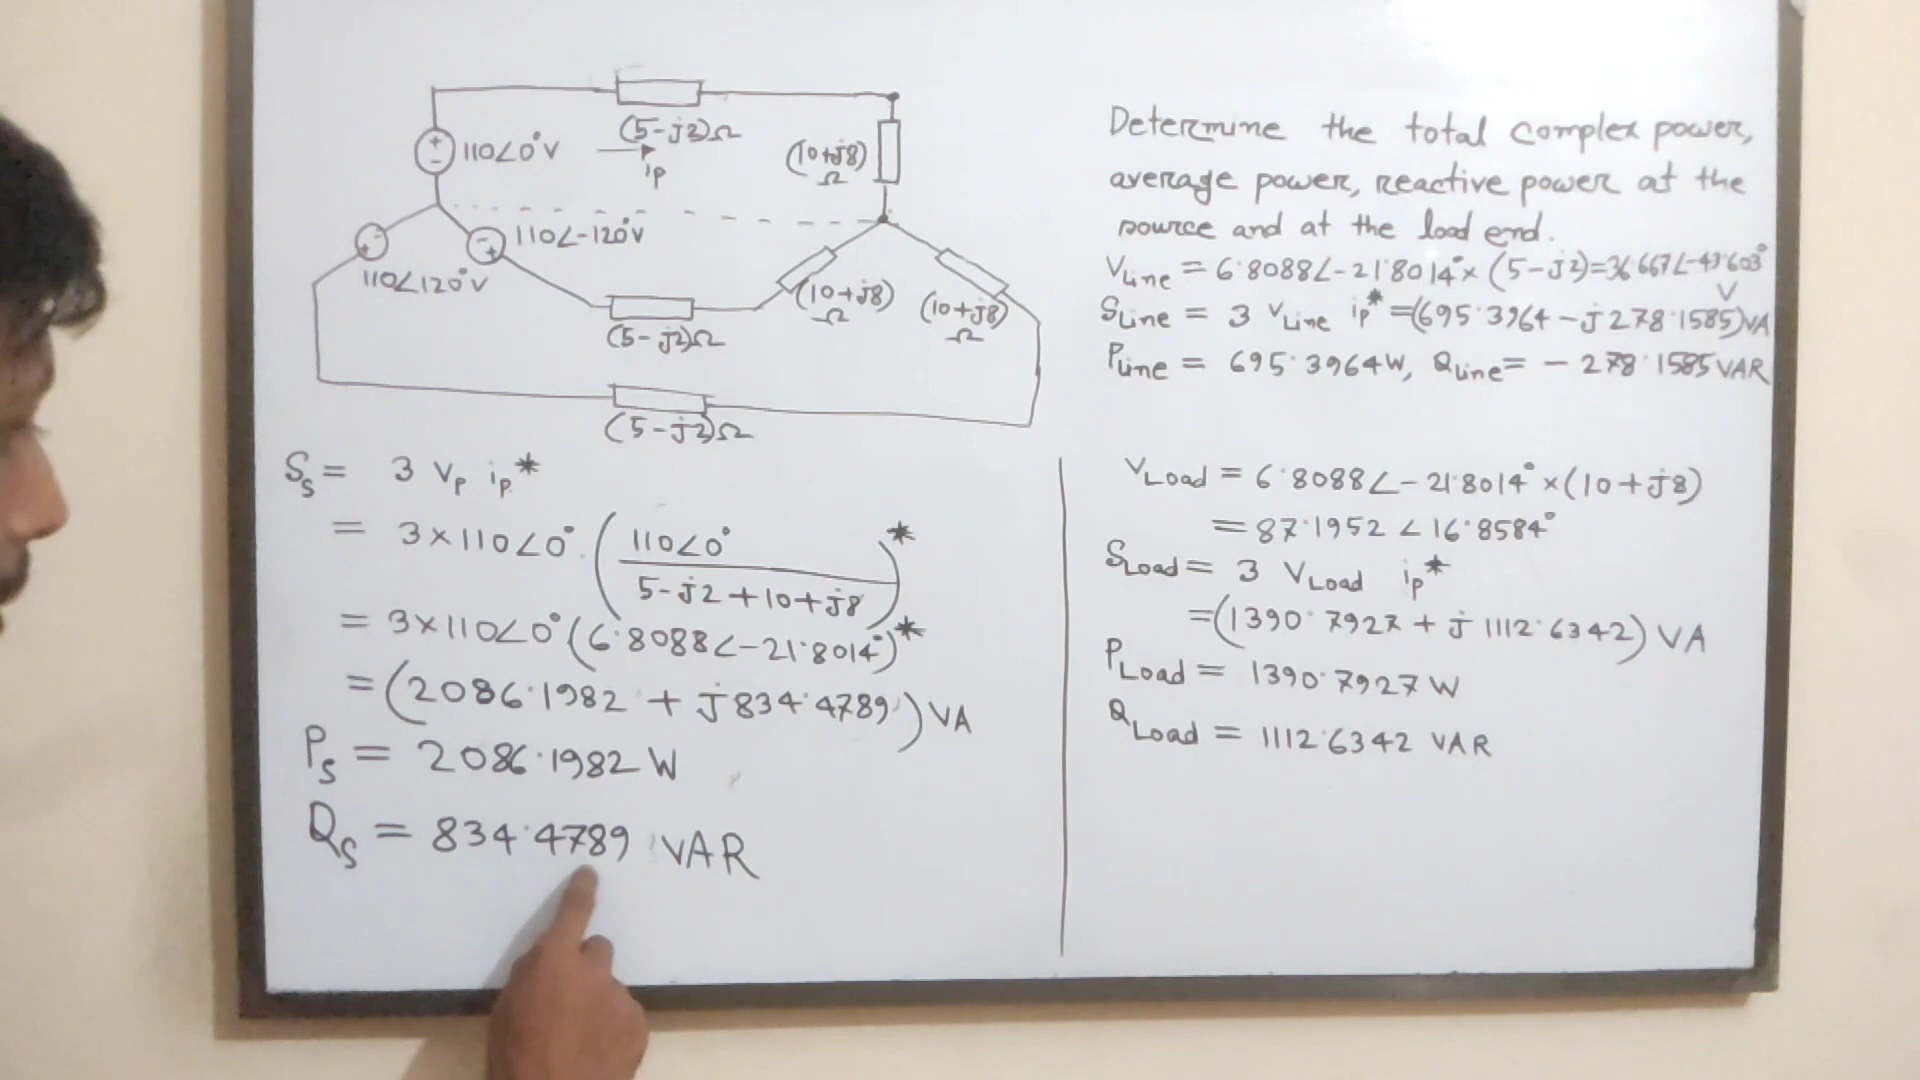 (5-j2)Ω
110∠0°V
ip
(10+j8)
Ω
110∠-120°V
110∠120°V
(10+j8)
Ω
(10+j8)
Ω
(5-j2)Ω
(5-j2)Ω
Determine the total complex power,
average power, reactive power at the
source and at the load end.
VLine = 6.8088∠-21.8014°×(5-j2)=36.667∠-43.603°
V
SLine = 3 VLine ip* =(695.3964 - j278.1585)VA
PLine = 695.3964W, QLine= - 278.1585VAR
Ss = 3 Vp ip*
= 3×110∠0°. (110∠0° / 5-j2+10+j8)*
= 3×110∠0°(6.8088∠-21.8014°)*
= (2086.1982 + j834.4789)VA
Ps = 2086.1982 W
Qs = 834.4789 VAR
VLoad = 6.8088∠-21.8014°×(10+j8)
= 87.1952 ∠ 16.8584°
SLoad = 3 VLoad ip*
=(1390.7927 + j 1112.6342) VA
PLoad = 1390.7927 W
QLoad = 1112.6342 VAR